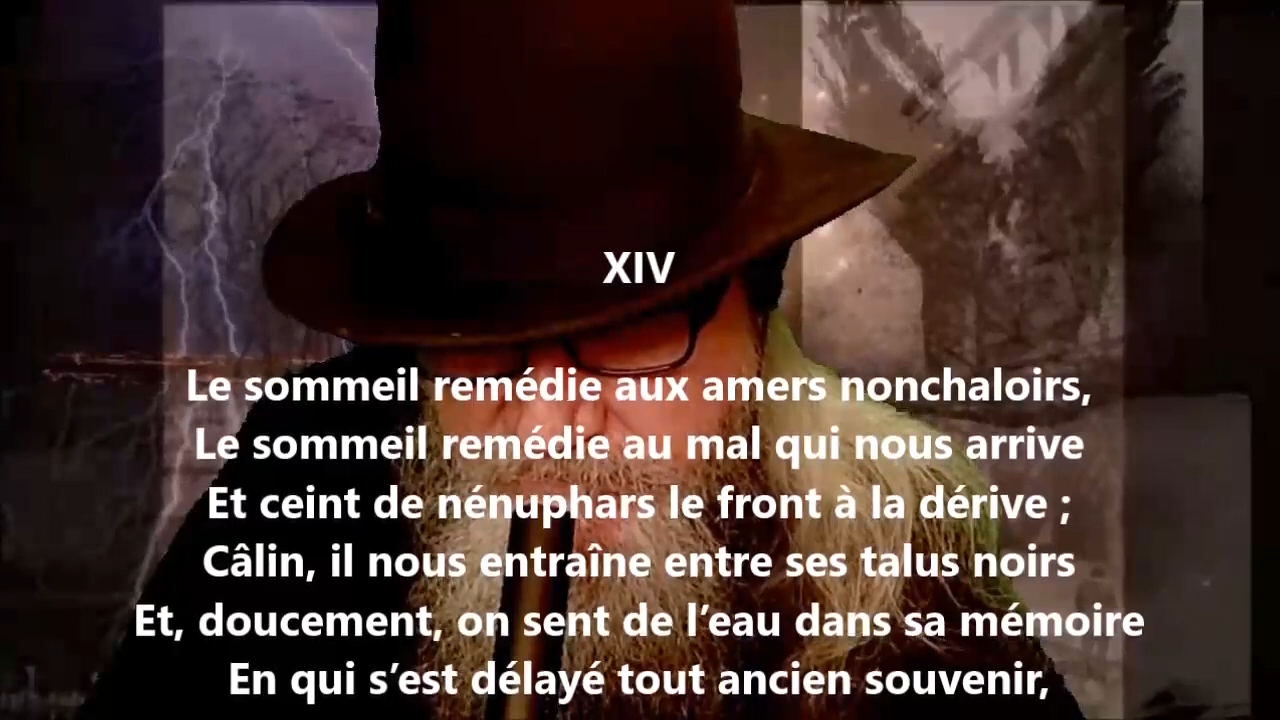 XIV
Le sommeil remédie aux amers nonchaloirs,
Le sommeil remédie au mal qui nous arrive
Et ceint de nénuphars le front à la dérive ;
Câlin, il nous entraîne entre ses talus noirs
Et, doucement, on sent de l’eau dans sa mémoire
En qui s’est délayé tout ancien souvenir,